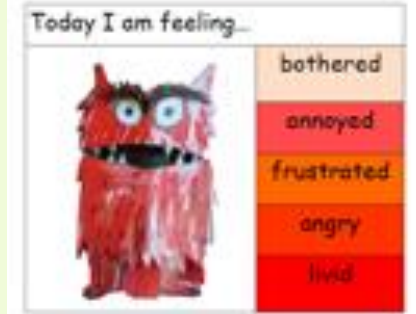 Today I am feeling...
bothered
annoyed
frustrated
angry
livid